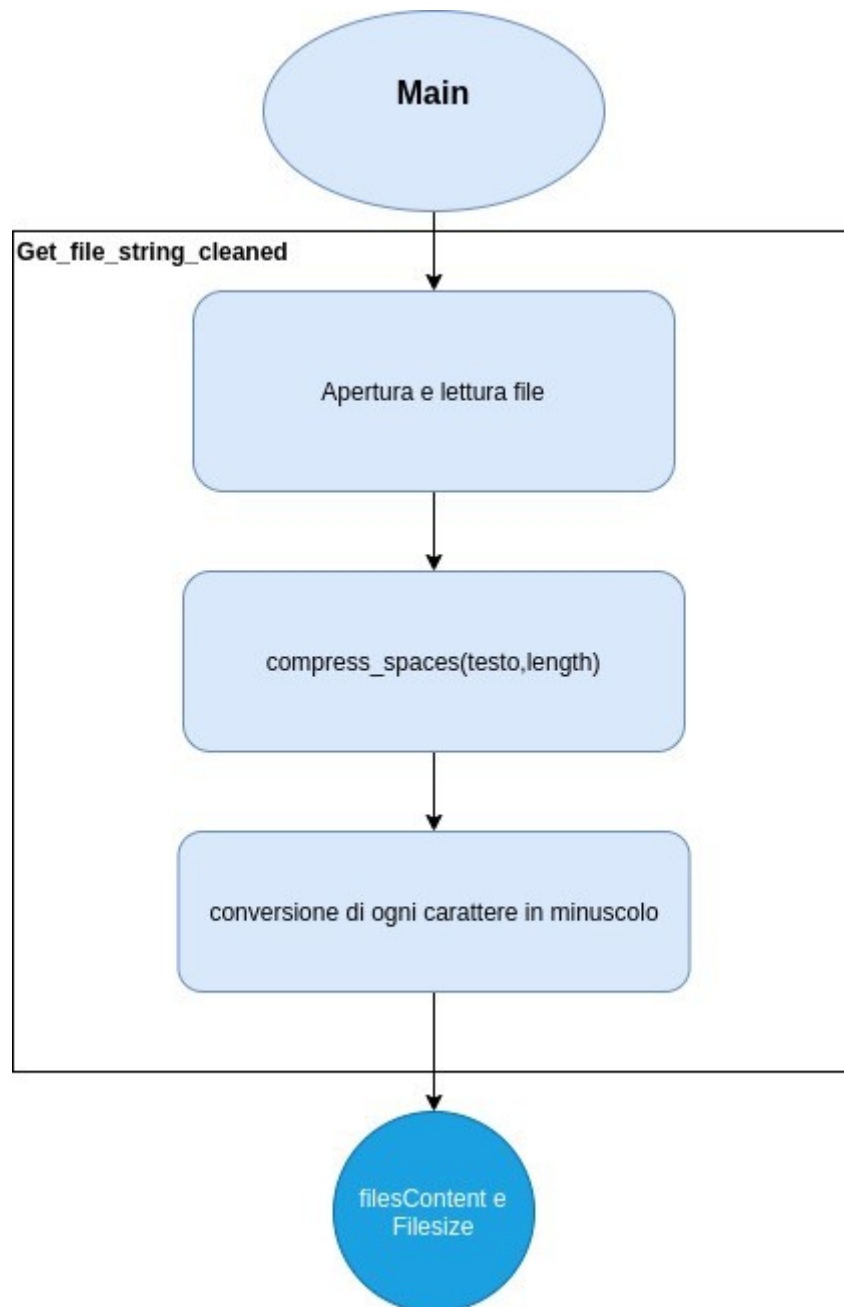 Main
Get_file_string_cleaned
Apertura e lettura file
compress_spaces(testo,length)
conversione di ogni carattere in minuscolo
filesContent e
Filesize